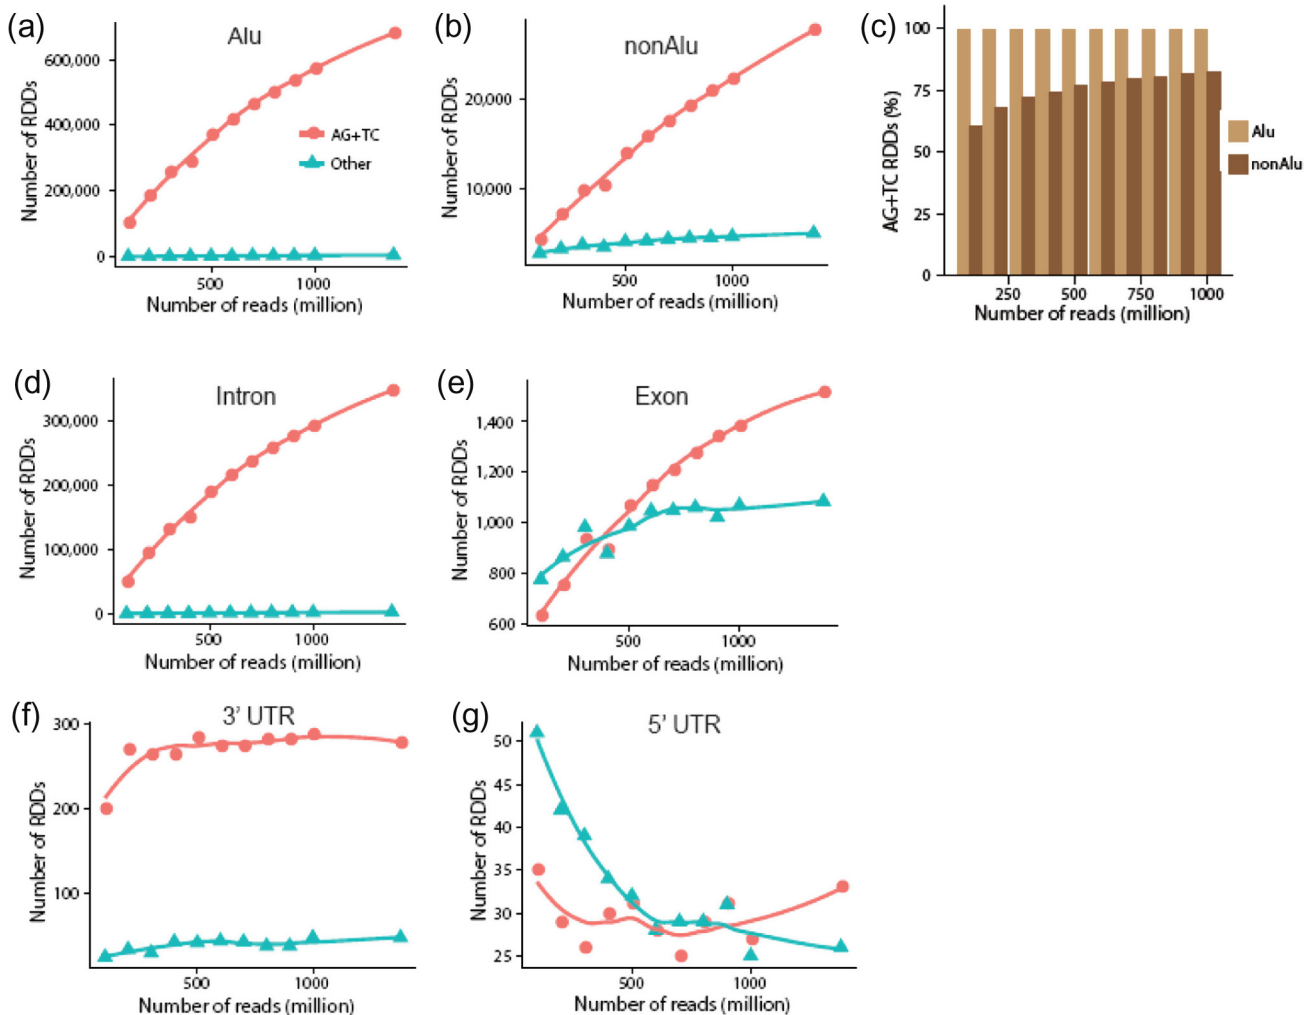 (a)
Alu
Number of RDDs
600,000
400,000
200,000
0
AG+TC
Other
500
1000
Number of reads (million)
(b)
nonAlu
Number of RDDs
20,000
10,000
500
1000
Number of reads (million)
(c)
AG+TC RDDs (%)
100
75
50
25
0
250
500
750
1000
Number of reads (million)
Alu
nonAlu
(d)
Intron
Number of RDDs
300,000
200,000
100,000
0
500
1000
Number of reads (million)
(e)
Exon
Number of RDDs
1,400
1,200
1,000
800
600
500
1000
Number of reads (million)
(f)
3' UTR
Number of RDDs
300
200
100
500
1000
Number of reads (million)
(g)
5' UTR
Number of RDDs
50
45
40
35
30
25
500
1000
Number of reads (million)